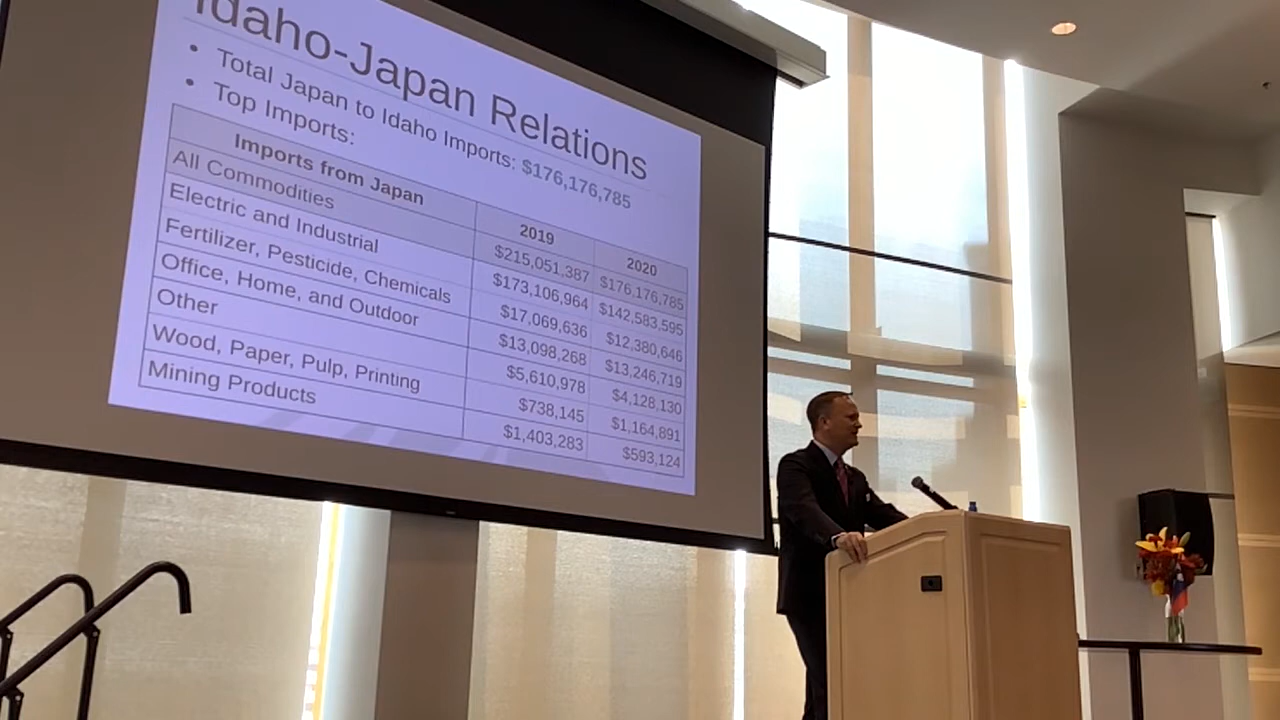 Idaho-Japan Relations
• Total Japan to Idaho Imports: $176,176,785
• Top Imports:
Imports from Japan 2019 2020
All Commodities $215,051,387 $176,176,785
Electric and Industrial $173,106,964 $142,583,595
Fertilizer, Pesticide, Chemicals $17,069,636 $12,380,646
Office, Home, and Outdoor $13,098,268 $13,246,719
Other $5,610,978 $4,128,130
Wood, Paper, Pulp, Printing $738,145 $1,164,891
Mining Products $1,403,283 $593,124